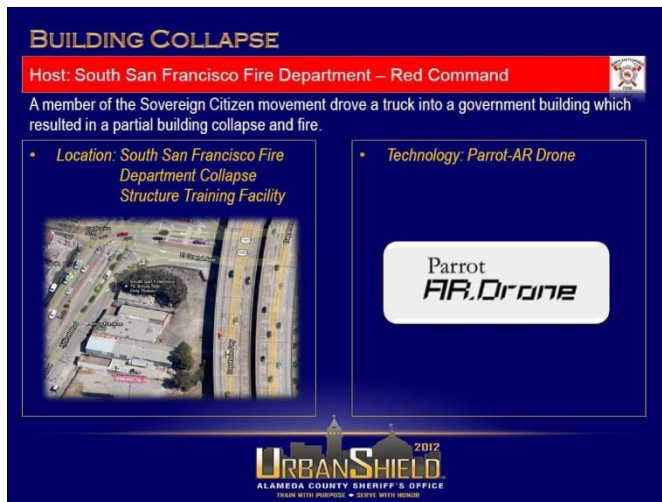 BUILDING COLLAPSE
Host: South San Francisco Fire Department – Red Command
A member of the Sovereign Citizen movement drove a truck into a government building which
resulted in a partial building collapse and fire.
• Location: South San Francisco Fire
Department Collapse
Structure Training Facility
E Grand Ave
• Technology: Parrot-AR Drone
Parrot
AR.Drone
2012
URBANSHIELD
ALAMEDA COUNTY SHERIFF'S OFFICE
TRAIN WITH PURPOSE • SERVE WITH HONOR